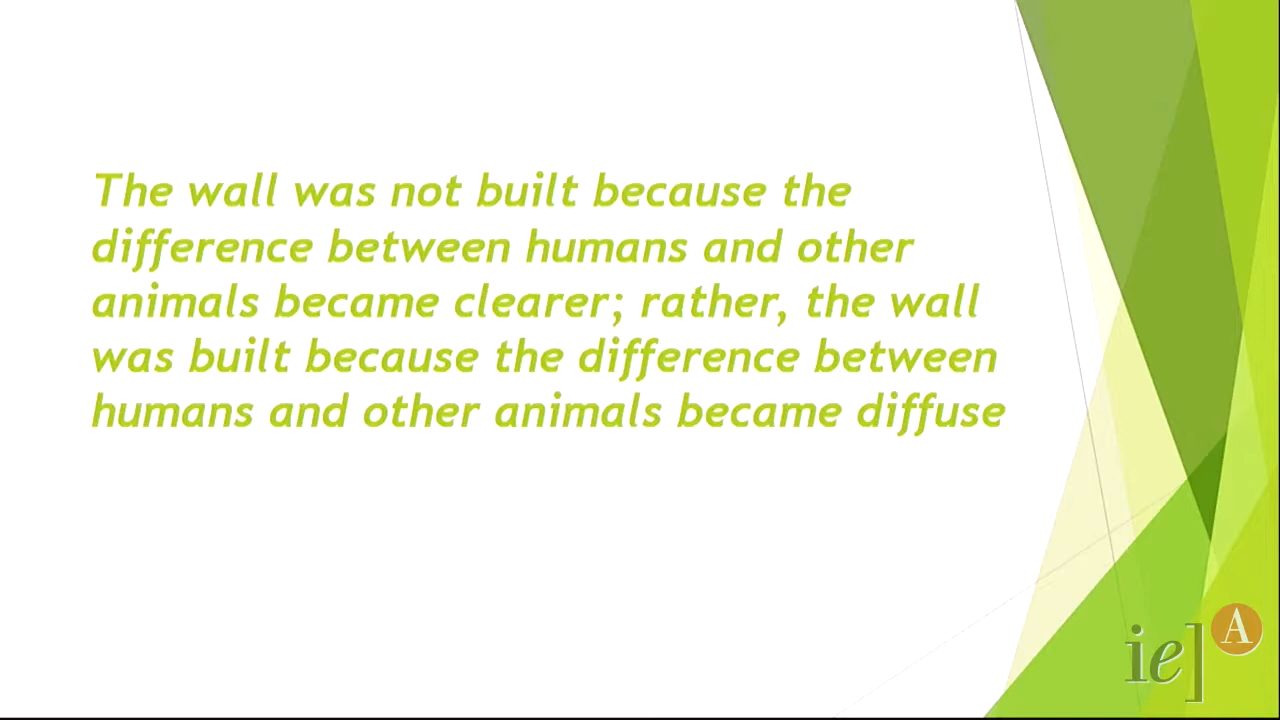 The wall was not built because the
difference between humans and other
animals became clearer; rather, the wall
was built because the difference between
humans and other animals became diffuse
ie] A